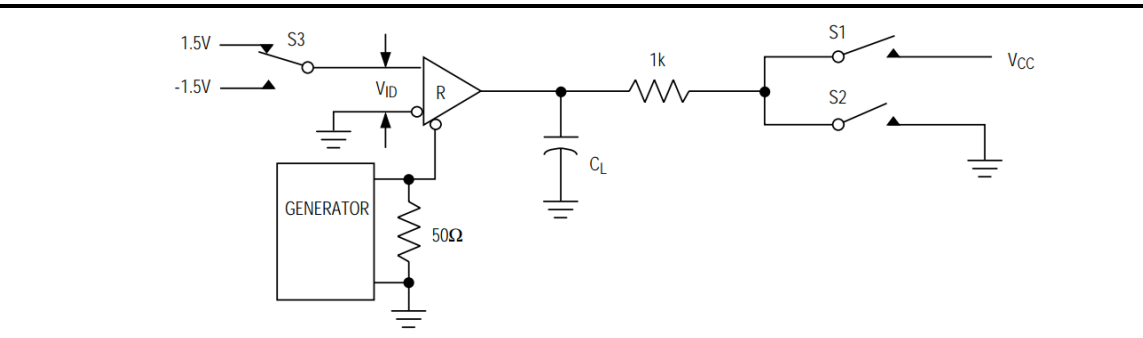 1.5V
S3
-1.5V
VID
R
1k
S1
VCC
S2
CL
GENERATOR
50Ω